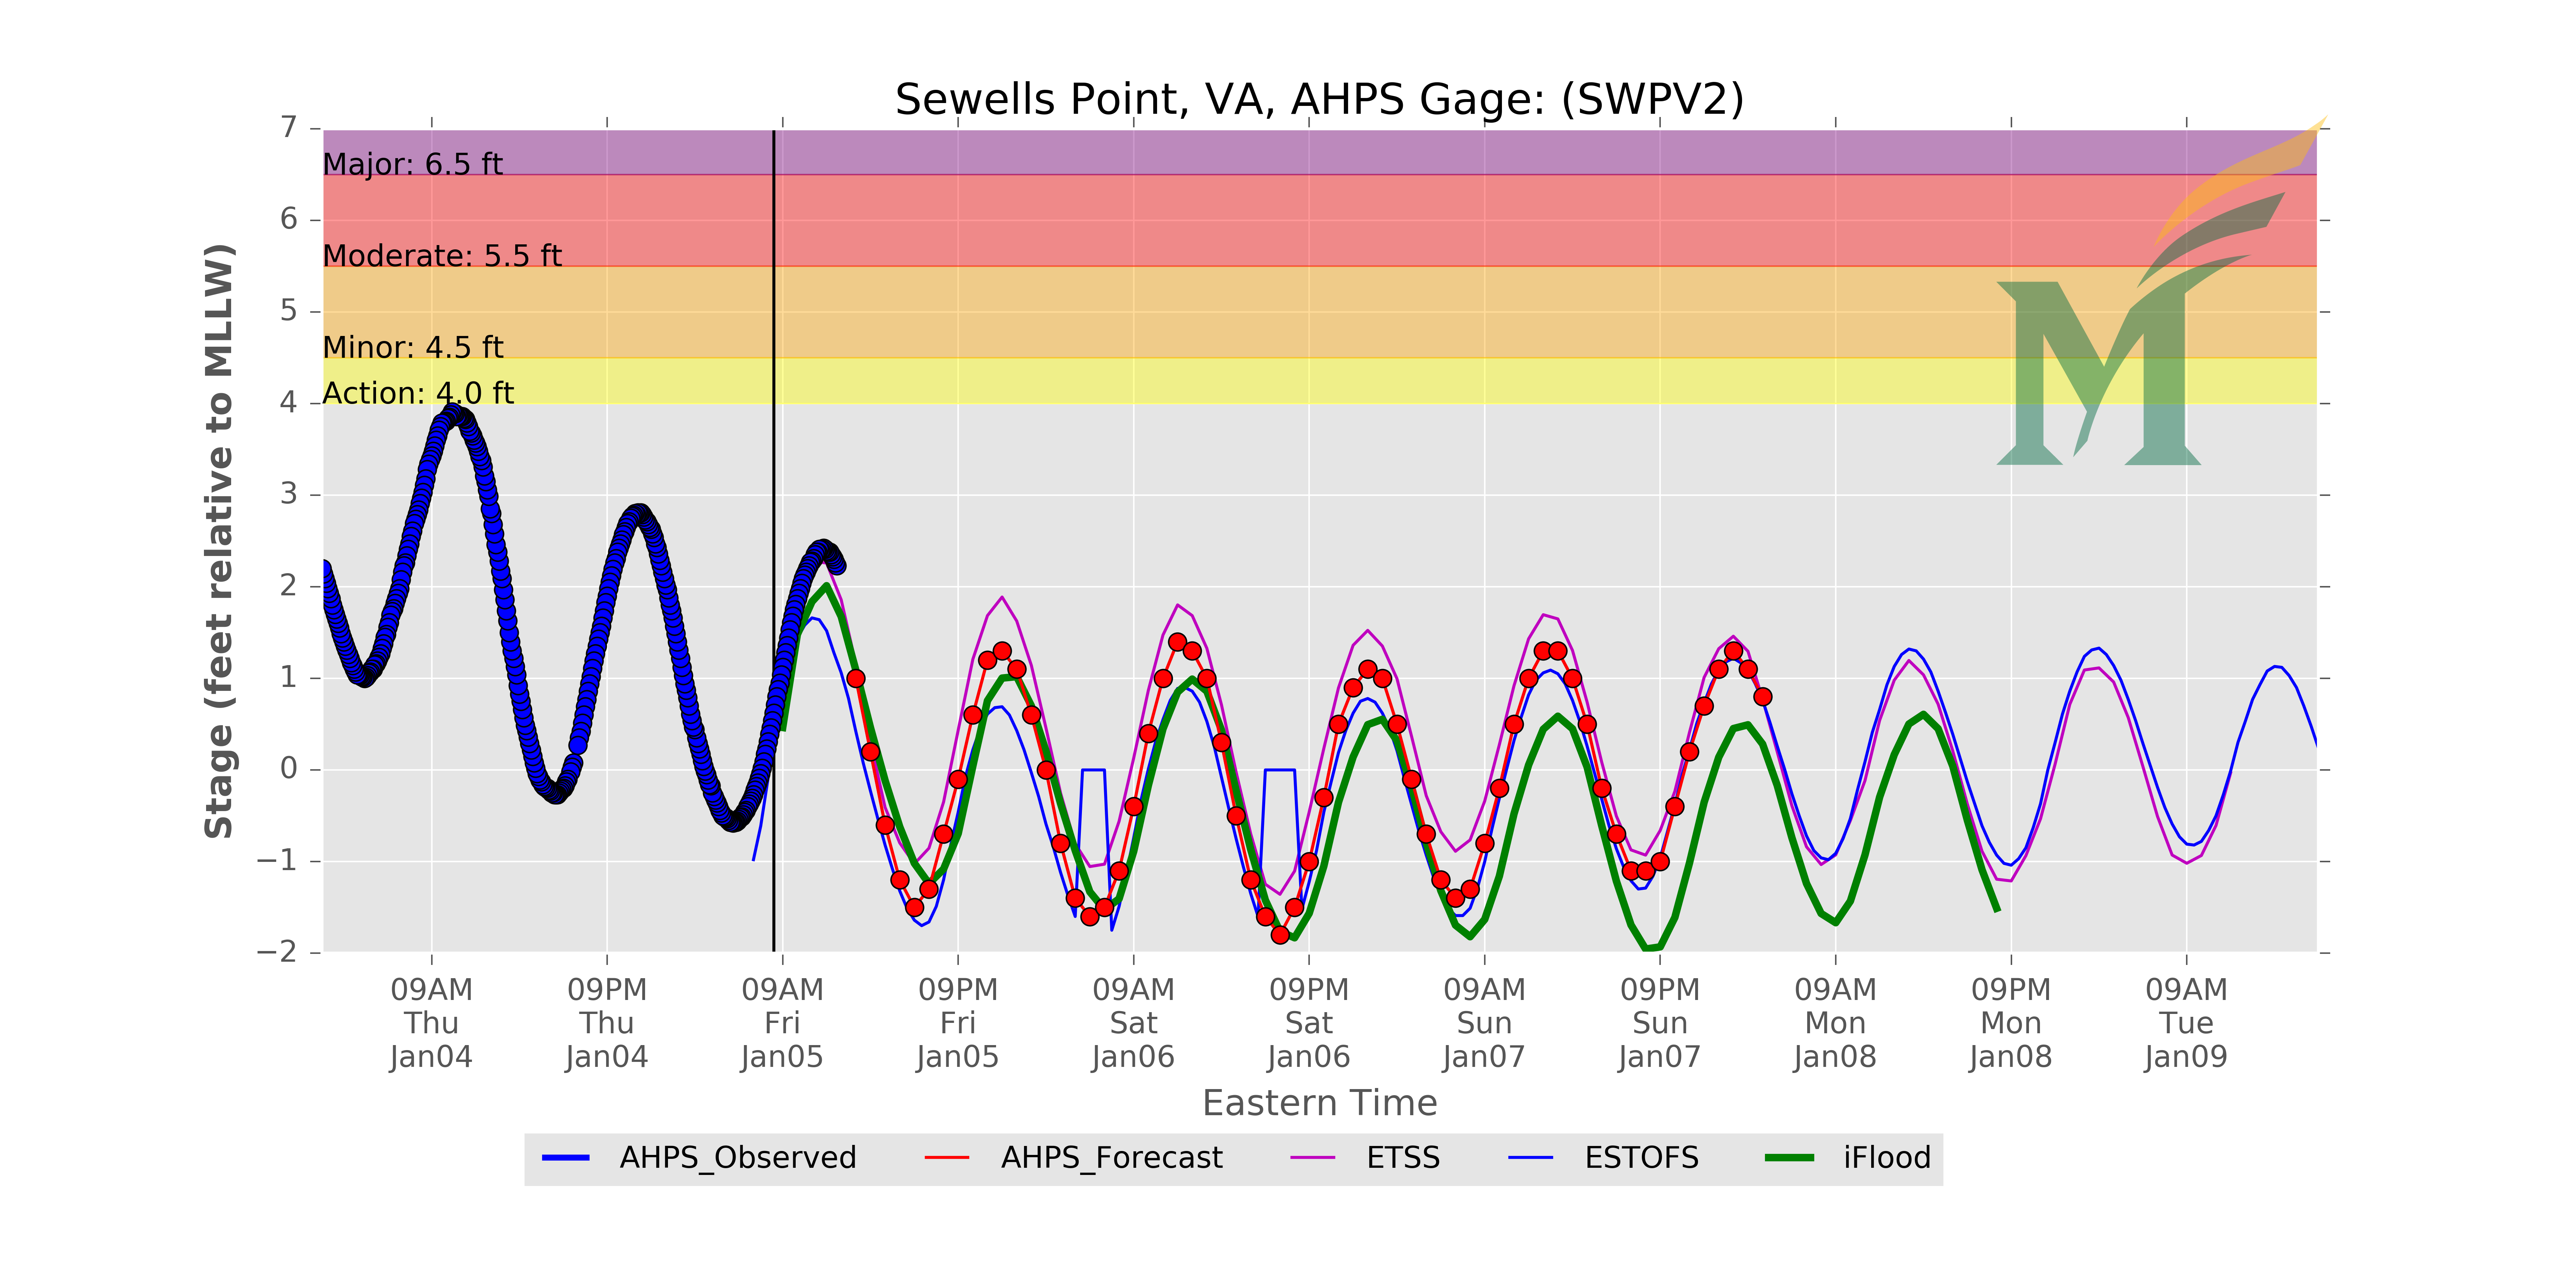 Sewells Point, VA, AHPS Gage: (SWPV2)
Stage (feet relative to MLLW)
7
6
5
4
3
2
1
0
−1
−2
Major: 6.5 ft
Moderate: 5.5 ft
Minor: 4.5 ft
Action: 4.0 ft
M
09AM Thu Jan04
09PM Thu Jan04
09AM Fri Jan05
09PM Fri Jan05
09AM Sat Jan06
09PM Sat Jan06
09AM Sun Jan07
09PM Sun Jan07
09AM Mon Jan08
09PM Mon Jan08
09AM Tue Jan09
Eastern Time
AHPS_Observed AHPS_Forecast ETSS ESTOFS iFlood